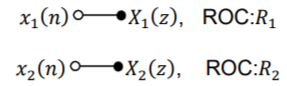 x₁(n) ○—● X₁(z), ROC:R₁
x₂(n) ○—● X₂(z), ROC:R₂